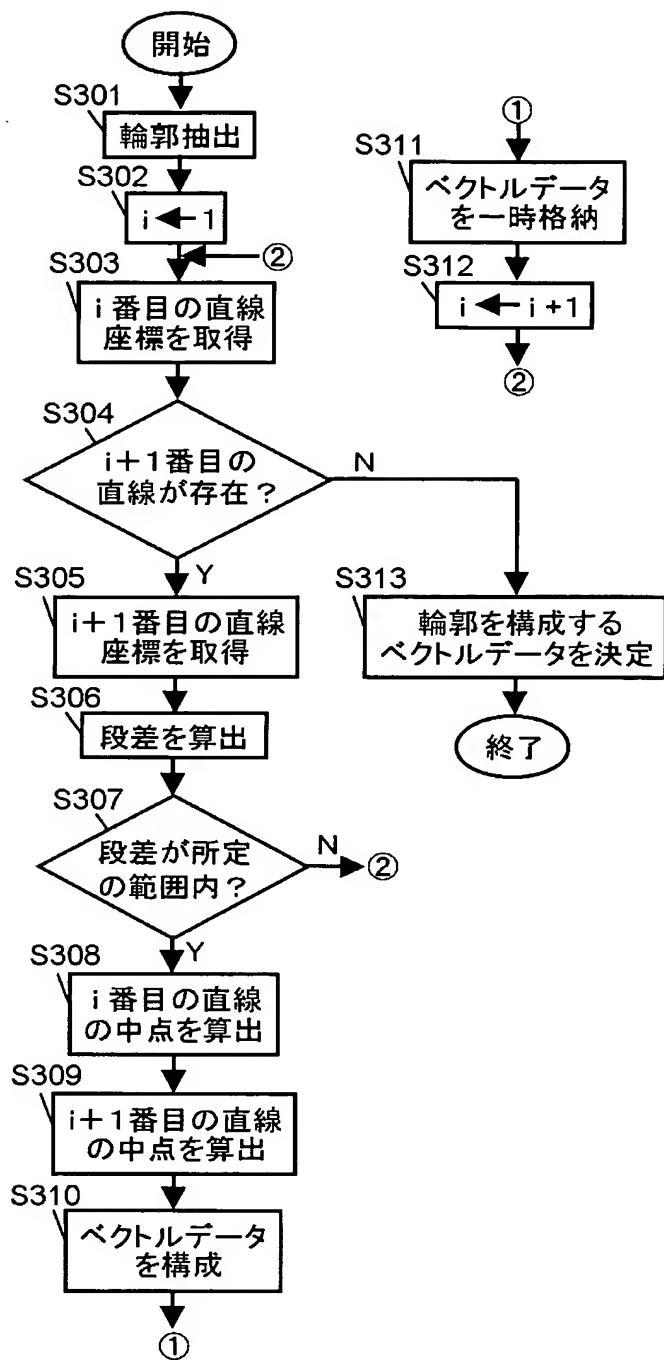 開始
S301
輪郭抽出
S302
i ← 1
②
S303
i番目の直線
座標を取得
S304
i+1番目の
直線が存在?
N
Y
S305
i+1番目の直線
座標を取得
S306
段差を算出
S307
段差が所定
の範囲内?
N
②
Y
S308
i番目の直線
の中点を算出
S309
i+1番目の直線
の中点を算出
S310
ベクトルデータ
を構成
①
①
S311
ベクトルデータ
を一時格納
S312
i ← i+1
②
S313
輪郭を構成する
ベクトルデータを決定
終了